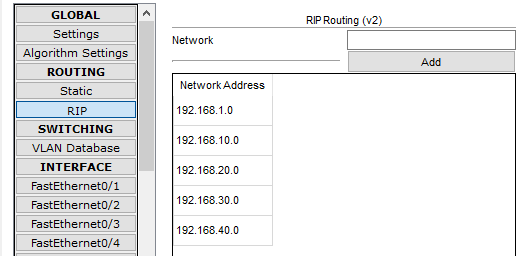 GLOBAL
Settings
Algorithm Settings
ROUTING
Static
RIP
SWITCHING
VLAN Database
INTERFACE
FastEthernet0/1
FastEthernet0/2
FastEthernet0/3
FastEthernet0/4
RIP Routing (v2)
Network
Add
Network Address
192.168.1.0
192.168.10.0
192.168.20.0
192.168.30.0
192.168.40.0